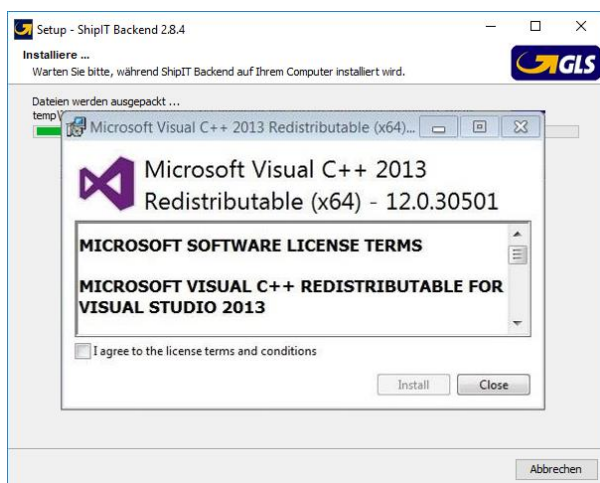 Setup - ShipIT Backend 2.8.4
Installiere ...
Warten Sie bitte, während ShipIT Backend auf Ihrem Computer installiert wird.
GLS
Dateien werden ausgepackt ...
temp\
Microsoft Visual C++ 2013 Redistributable (x64)...
Microsoft Visual C++ 2013
Redistributable (x64) - 12.0.30501
MICROSOFT SOFTWARE LICENSE TERMS
MICROSOFT VISUAL C++ REDISTRIBUTABLE FOR
VISUAL STUDIO 2013
I agree to the license terms and conditions
Install
Close
Abbrechen